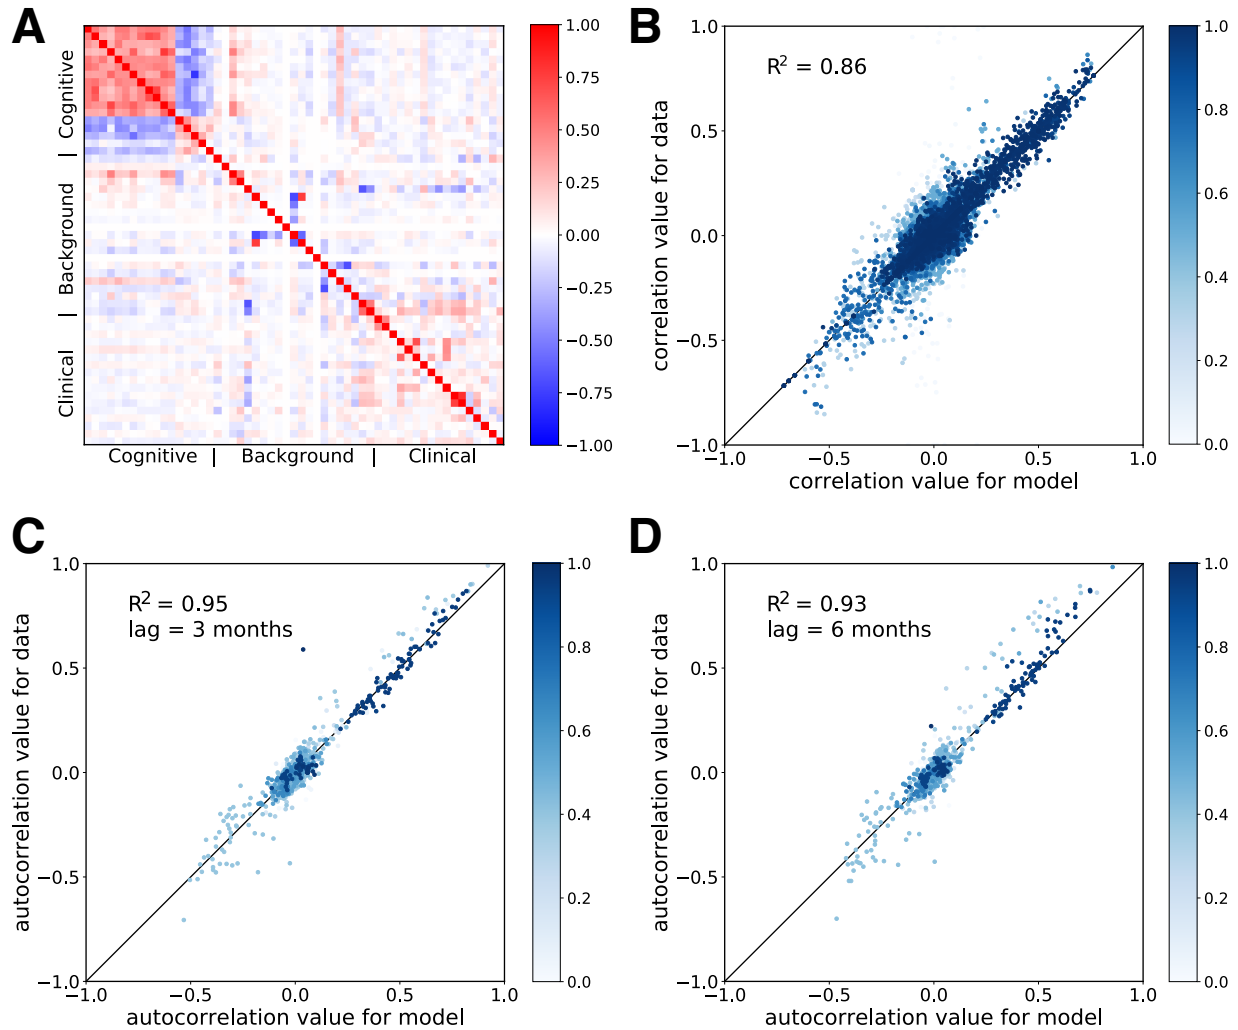 A
Cognitive
|
Background
|
Clinical
Cognitive | Background | Clinical
1.00
0.75
0.50
0.25
0.00
−0.25
−0.50
−0.75
−1.00
B
R² = 0.86
correlation value for data
1.0
0.5
0.0
−0.5
−1.0
−1.0 −0.5 0.0 0.5 1.0
correlation value for model
1.0
0.8
0.6
0.4
0.2
0.0
C
R² = 0.95
lag = 3 months
autocorrelation value for data
1.0
0.5
0.0
−0.5
−1.0
−1.0 −0.5 0.0 0.5 1.0
autocorrelation value for model
1.0
0.8
0.6
0.4
0.2
0.0
D
R² = 0.93
lag = 6 months
autocorrelation value for data
1.0
0.5
0.0
−0.5
−1.0
−1.0 −0.5 0.0 0.5 1.0
autocorrelation value for model
1.0
0.8
0.6
0.4
0.2
0.0